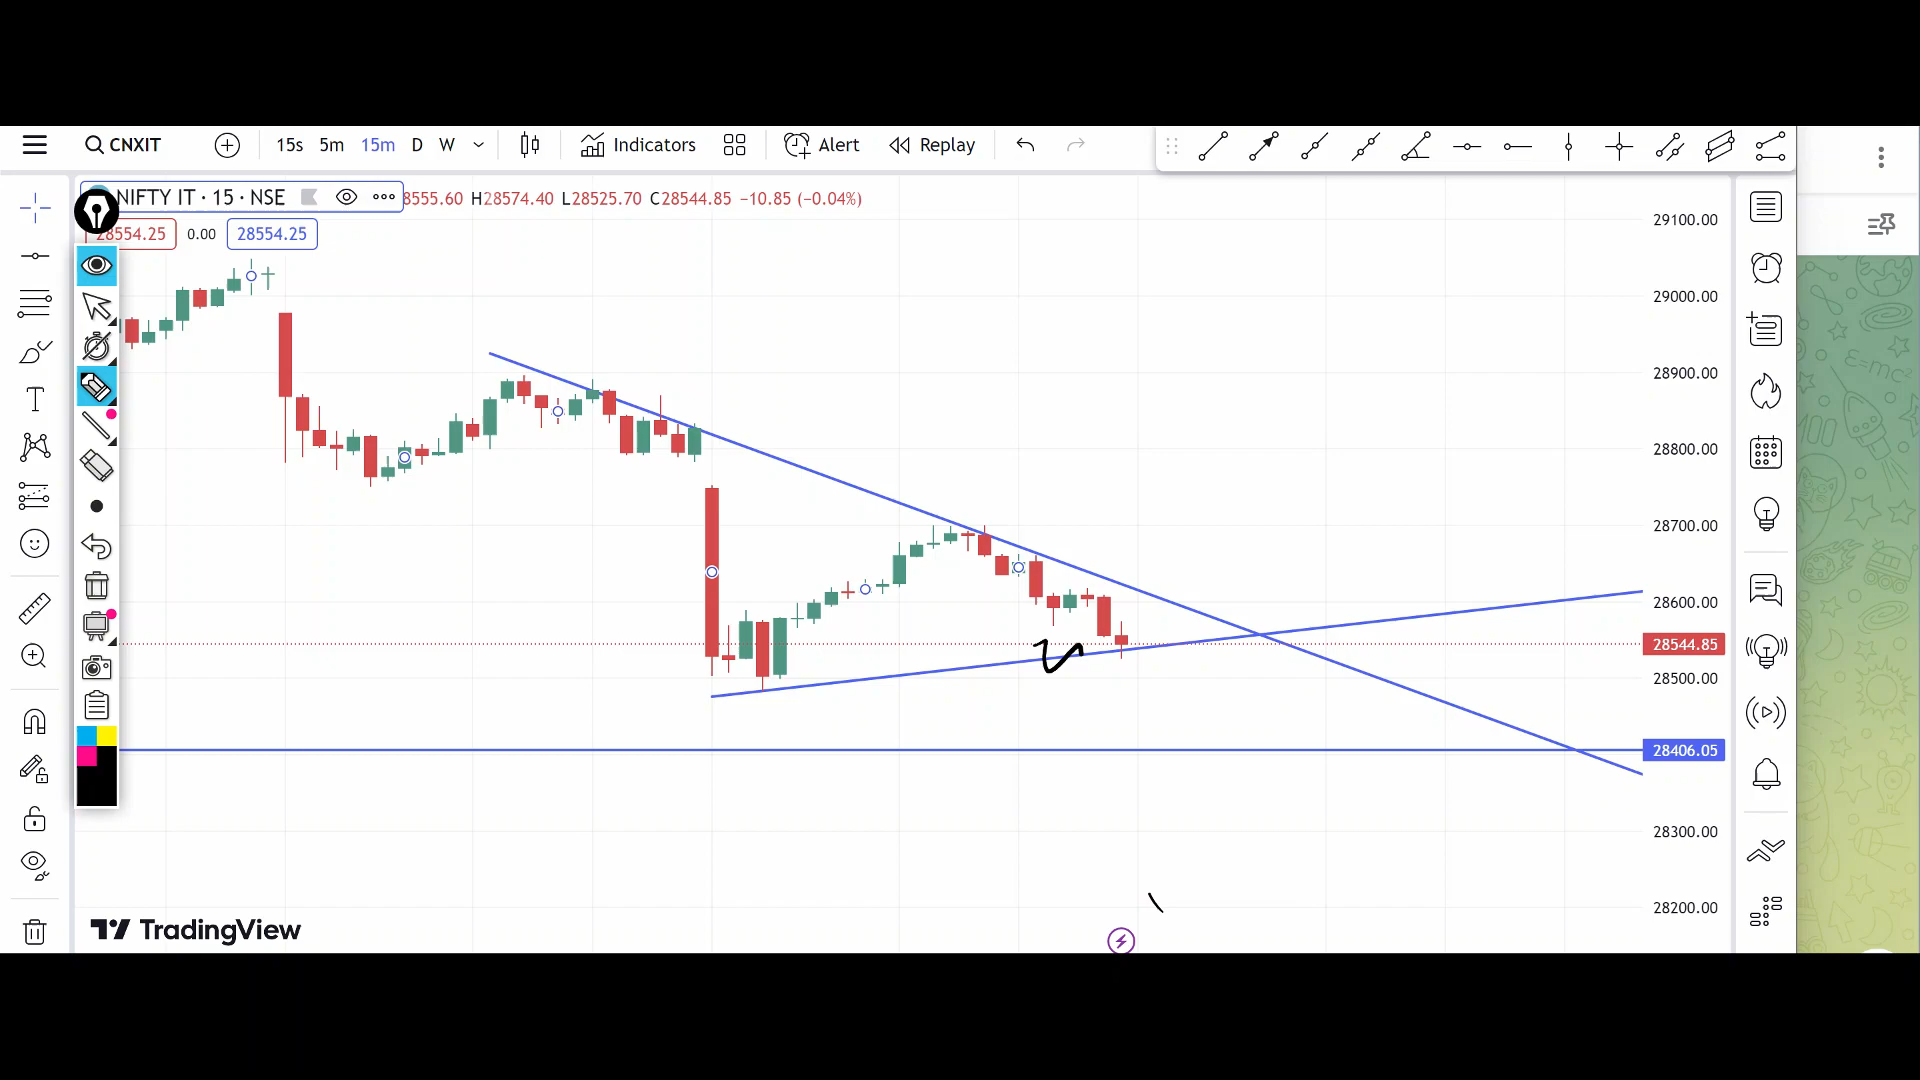 CNXIT 15s 5m 15m D W Indicators Alert Replay
NIFTY IT · 15 · NSE 8555.60 H28574.40 L28525.70 C28544.85 −10.85 (−0.04%)
28554.25 0.00 28554.25
29100.00
29000.00
28900.00
28800.00
28700.00
28600.00
28544.85
28500.00
28406.05
28300.00
28200.00
TradingView